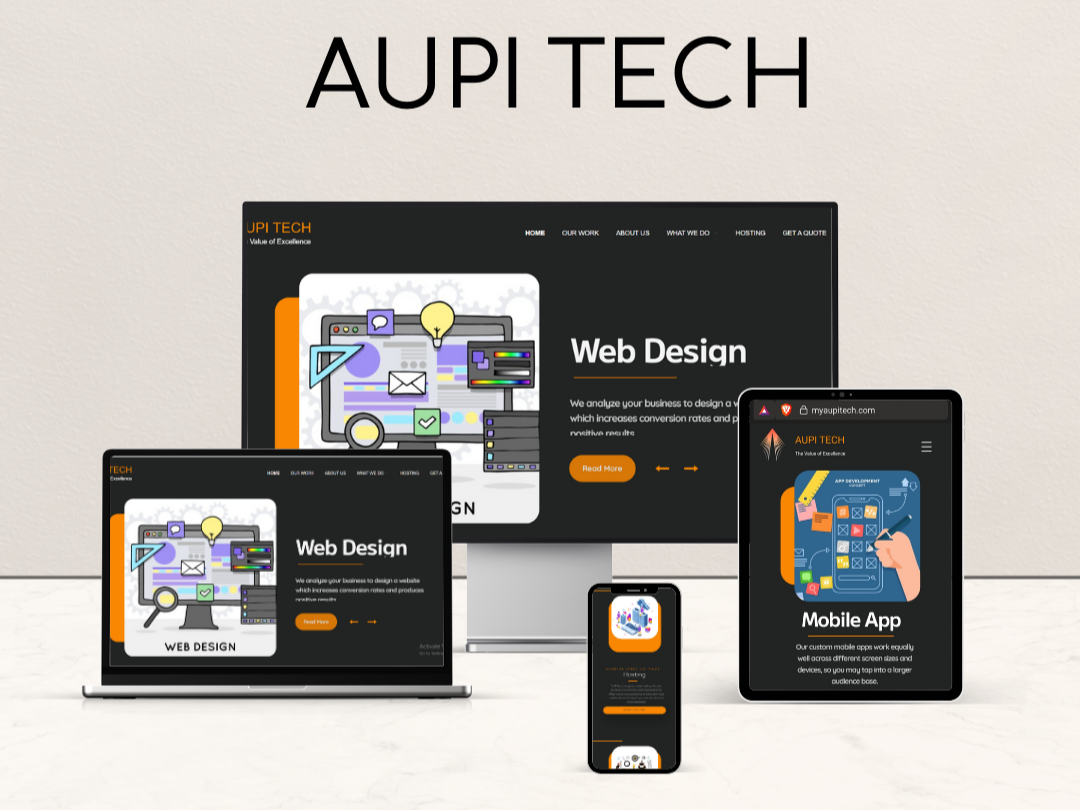 AUPI TECH
UPI TECH
Value of Excellence
HOME OUR WORK ABOUT US WHAT WE DO HOSTING GET A QUOTE
Web Design
We analyze your business to design a w
which increases conversion rates and p
positive results
Read More
GN
TECH
Excellence
HOME OUR WORK ABOUT US WHAT WE DO HOSTING GET A
WEB DESIGN
Web Design
We analyze your business to design a website
which increases conversion rates and produces
positive results
Read More
Activate
myaupitech.com
AUPI TECH
The Value of Excellence
APP DEVELOPMENT
CONCEPT
Mobile App
Our custom mobile apps work equally
well across different screen sizes and
devices, so you may tap into a larger
audience base.
Hosting